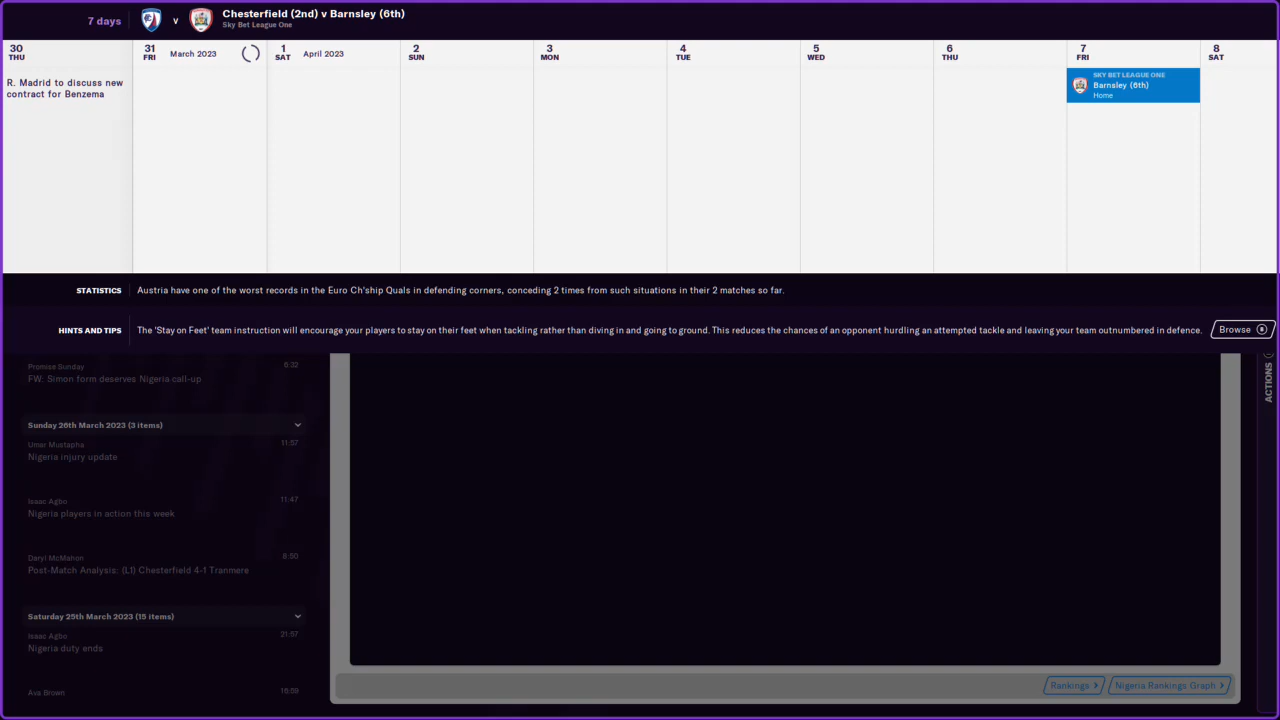 7 days
v
Chesterfield (2nd) v Barnsley (6th)
Sky Bet League One
30
THU
31
FRI
March 2023
1
SAT
April 2023
2
SUN
3
MON
4
TUE
5
WED
6
THU
7
FRI
8
SAT
R. Madrid to discuss new
contract for Benzema
SKY BET LEAGUE ONE
Barnsley (6th)
Home
STATISTICS
Austria have one of the worst records in the Euro Ch'ship Quals in defending corners, conceding 2 times from such situations in their 2 matches so far.
HINTS AND TIPS
The 'Stay on Feet' team instruction will encourage your players to stay on their feet when tackling rather than diving in and going to ground. This reduces the chances of an opponent hurdling an attempted tackle and leaving your team outnumbered in defence.
Browse
Promise Sunday
6:32
FW: Simon form deserves Nigeria call-up
Sunday 26th March 2023 (3 items)
Umar Mustapha
11:57
Nigeria injury update
Isaac Agbo
11:47
Nigeria players in action this week
Daryl McMahon
8:50
Post-Match Analysis: (L1) Chesterfield 4-1 Tranmere
Saturday 25th March 2023 (15 items)
Isaac Agbo
21:57
Nigeria duty ends
Ava Brown
16:59
ACTIONS
Rankings
Nigeria Rankings Graph